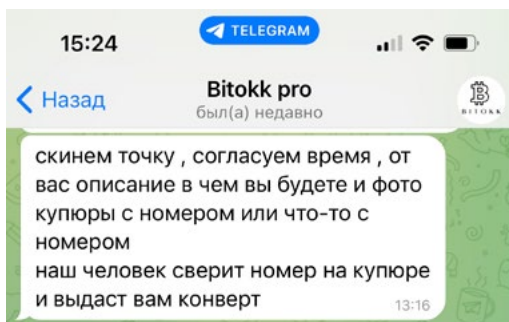 15:24
TELEGRAM
Назад
Bitokk pro
был(а) недавно
BITOKK
скинем точку , согласуем время , от
вас описание в чем вы будете и фото
купюры с номером или что-то с
номером
наш человек сверит номер на купюре
и выдаст вам конверт
13:16